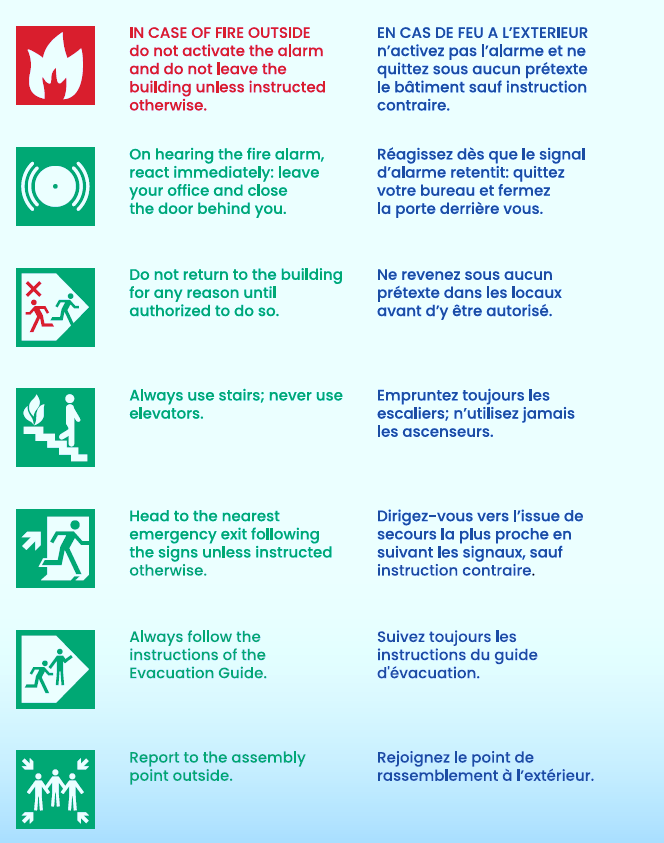 IN CASE OF FIRE OUTSIDE
do not activate the alarm
and do not leave the
building unless instructed
otherwise.
EN CAS DE FEU A L'EXTERIEUR
n'activez pas l'alarme et ne
quittez sous aucun prétexte
le bâtiment sauf instruction
contraire.
On hearing the fire alarm,
react immediately: leave
your office and close
the door behind you.
Réagissez dès que le signal
d'alarme retentit: quittez
votre bureau et fermez
la porte derrière vous.
Do not return to the building
for any reason until
authorized to do so.
Ne revenez sous aucun
prétexte dans les locaux
avant d'y être autorisé.
Always use stairs; never use
elevators.
Empruntez toujours les
escaliers; n'utilisez jamais
les ascenseurs.
Head to the nearest
emergency exit following
the signs unless instructed
otherwise.
Dirigez-vous vers l'issue de
secours la plus proche en
suivant les signaux, sauf
instruction contraire.
Always follow the
instructions of the
Evacuation Guide.
Suivez toujours les
instructions du guide
d'évacuation.
Report to the assembly
point outside.
Rejoignez le point de
rassemblement à l'extérieur.